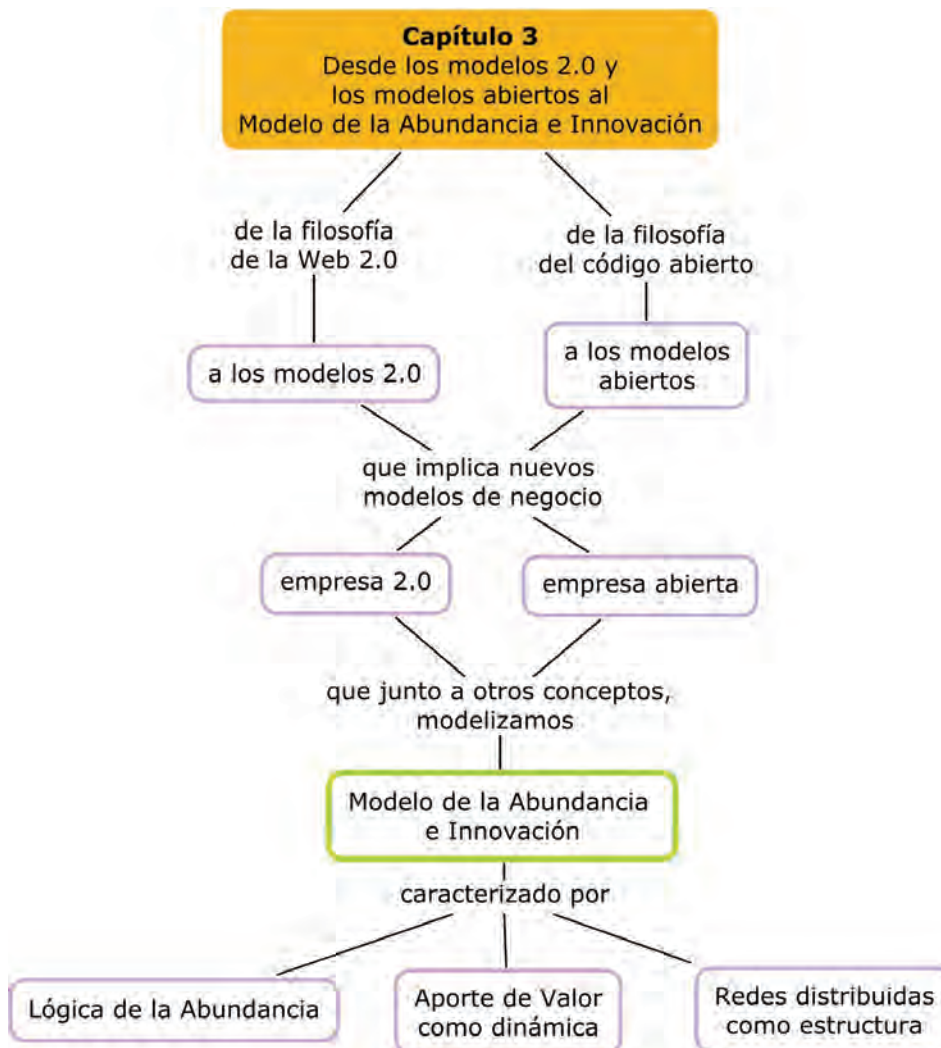 Capítulo 3
Desde los modelos 2.0 y
los modelos abiertos al
Modelo de la Abundancia e Innovación
de la filosofía
de la Web 2.0
de la filosofía
del código abierto
a los modelos 2.0
a los modelos
abiertos
que implica nuevos
modelos de negocio
empresa 2.0
empresa abierta
que junto a otros conceptos,
modelizamos
Modelo de la Abundancia
e Innovación
caracterizado por
Lógica de la Abundancia
Aporte de Valor
como dinámica
Redes distribuidas
como estructura